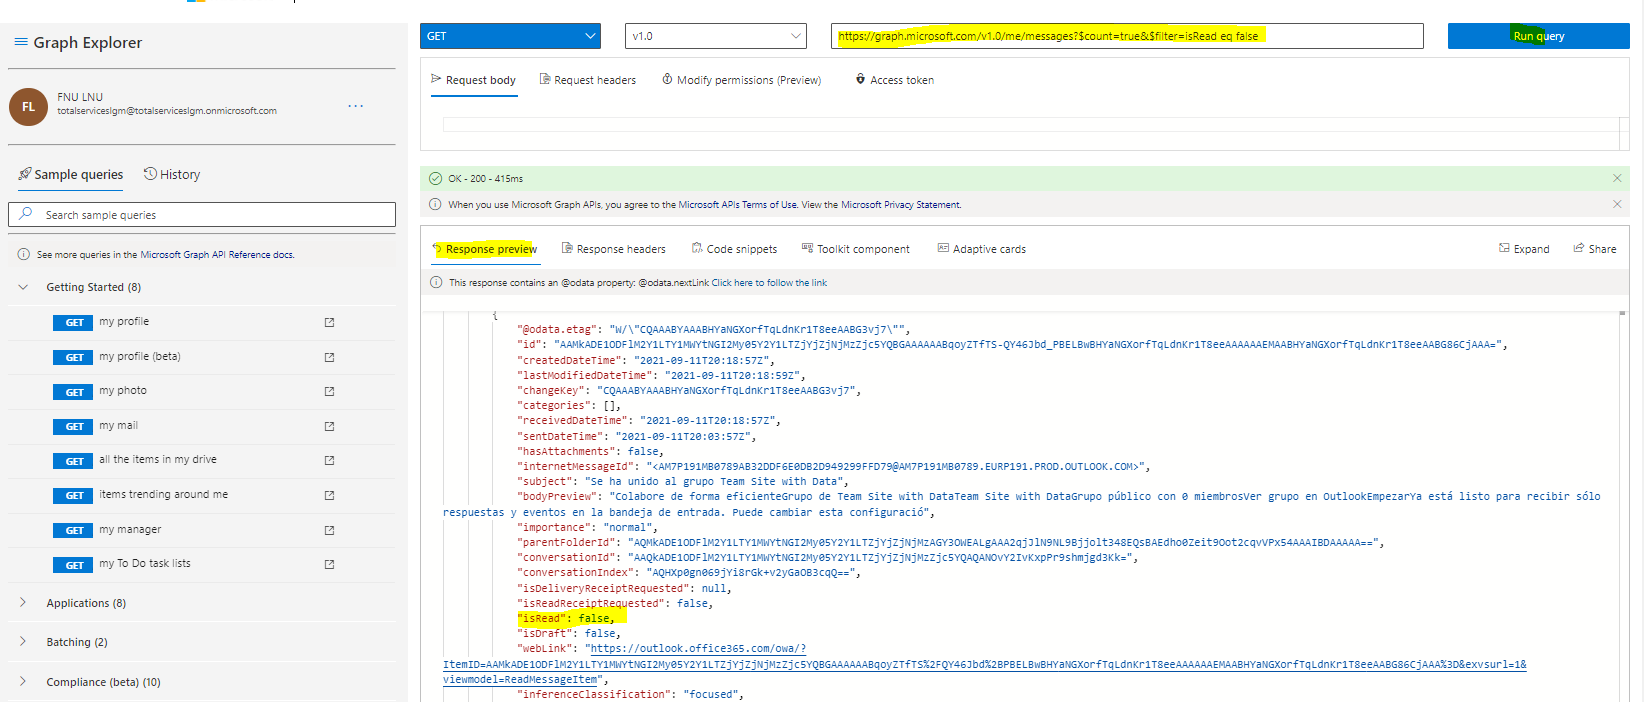 Graph Explorer
FL
FNU LNU
totalserviceslgm@totalserviceslgm.onmicrosoft.com
...
Sample queries
History
Search sample queries
See more queries in the Microsoft Graph API Reference docs.
Getting Started (8)
GET my profile
GET my profile (beta)
GET my photo
GET my mail
GET all the items in my drive
GET items trending around me
GET my manager
GET my To Do task lists
Applications (8)
Batching (2)
Compliance (beta) (10)
GET
v1.0
https://graph.microsoft.com/v1.0/me/messages?$count=true&$filter=isRead eq false
Run query
Request body
Request headers
Modify permissions (Preview)
Access token
OK - 200 - 415ms
When you use Microsoft Graph APIs, you agree to the Microsoft APIs Terms of Use. View the Microsoft Privacy Statement.
Response preview
Response headers
Code snippets
Toolkit component
Adaptive cards
Expand
Share
This response contains an @odata property: @odata.nextLink Click here to follow the link
{
"@odata.etag": "W/\"CQAAABYAAABHYaNGXorfTqLdnKr1T8eeAABG3vj7\"",
"id": "AAMkADE1ODFlM2Y1LTY1MWYtNGI2My05Y2Y1LTZjYjZjNjMzZjc5YQBGAAAAAABqoyZTfTS-QY46Jbd_PBELBwBHYaNGXorfTqLdnKr1T8eeAAAAAAEMAABHYaNGXorfTqLdnKr1T8eeAABG86CjAAA=",
"createdDateTime": "2021-09-11T20:18:57Z",
"lastModifiedDateTime": "2021-09-11T20:18:59Z",
"changeKey": "CQAAABYAAABHYaNGXorfTqLdnKr1T8eeAABG3vj7",
"categories": [],
"receivedDateTime": "2021-09-11T20:18:57Z",
"sentDateTime": "2021-09-11T20:03:57Z",
"hasAttachments": false,
"internetMessageId": "<AM7P191MB0789AB32DDF6E0DB2D949299FFD79@AM7P191MB0789.EURP191.PROD.OUTLOOK.COM>",
"subject": "Se ha unido al grupo Team Site with Data",
"bodyPreview": "Colabore de forma eficienteGrupo de Team Site with DataTeam Site with DataGrupo público con 0 miembrosVer grupo en OutlookEmpezarYa está listo para recibir sólo
respuestas y eventos en la bandeja de entrada. Puede cambiar esta configuració",
"importance": "normal",
"parentFolderId": "AQMkADE1ODFlM2Y1LTY1MWYtNGI2My05Y2Y1LTZjYjZjNjMzAGY3OWEALgAAA2qjJlN9NL9Bjjolt348EQsBAEdho0Zeit9Oot2cqvVPx54AAAIBDAAAAA==",
"conversationId": "AAQkADE1ODFlM2Y1LTY1MWYtNGI2My05Y2Y1LTZjYjZjNjMzZjc5YQAQANOvY2IvKxpPr9shmjgd3Kk=",
"conversationIndex": "AQHXp0gn069jYi8rGk+v2yGaOB3cqQ==",
"isDeliveryReceiptRequested": null,
"isReadReceiptRequested": false,
"isRead": false,
"isDraft": false,
"webLink": "https://outlook.office365.com/owa/?
ItemID=AAMkADE1ODFlM2Y1LTY1MWYtNGI2My05Y2Y1LTZjYjZjNjMzZjc5YQBGAAAAAABqoyZTfTS%2FQY46Jbd%2BPBELBwBHYaNGXorfTqLdnKr1T8eeAAAAAAEMAABHYaNGXorfTqLdnKr1T8eeAABG86CjAAA%3D&exvsurl=1&
viewmodel=ReadMessageItem",
"inferenceClassification": "focused",